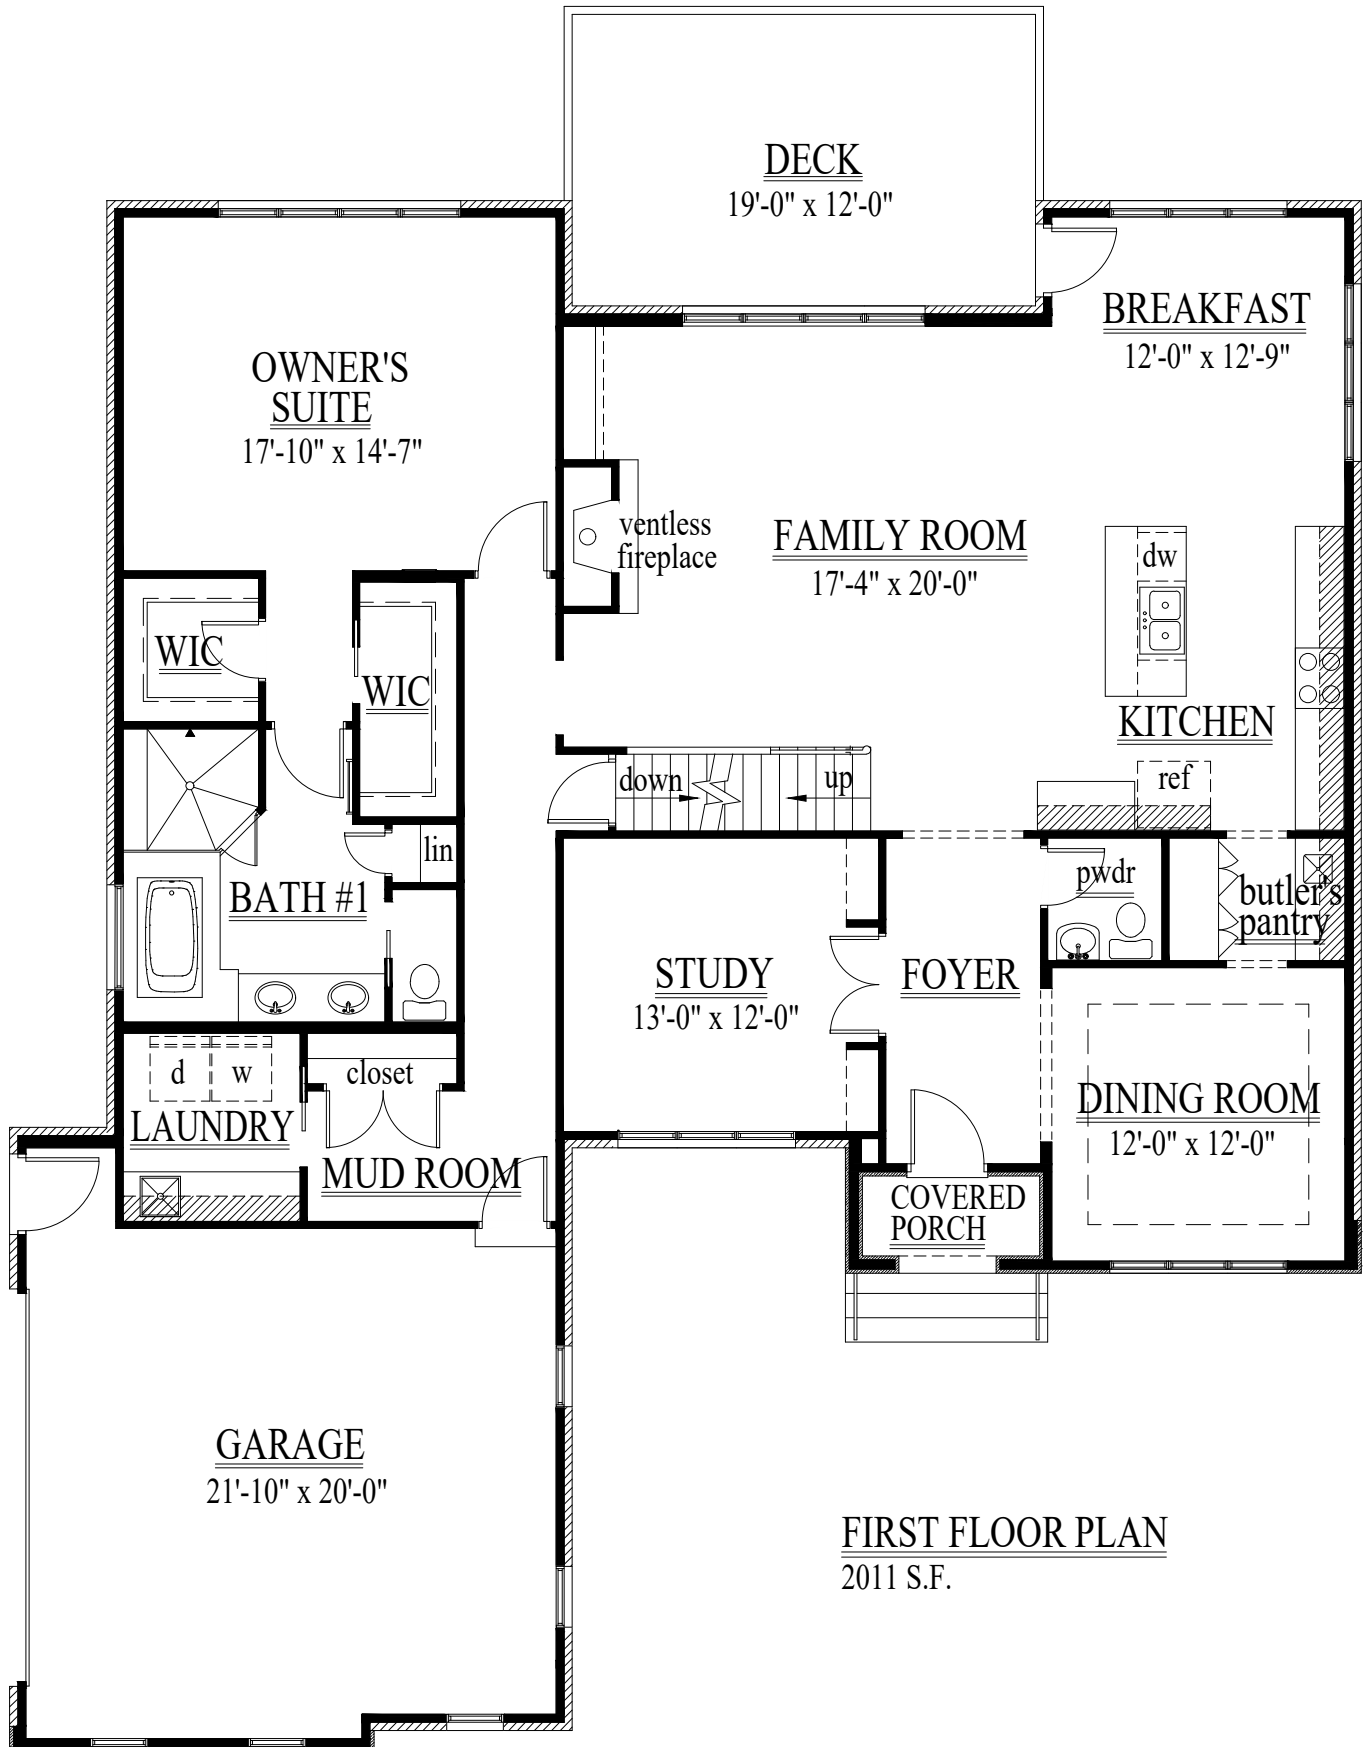 DECK
19'-0" x 12'-0"
BREAKFAST
12'-0" x 12'-9"
OWNER'S
SUITE
17'-10" x 14'-7"
ventless
fireplace
FAMILY ROOM
17'-4" x 20'-0"
dw
WIC
WIC
KITCHEN
down
up
ref
lin
BATH #1
pwdr
butler's
pantry
STUDY
13'-0" x 12'-0"
FOYER
d
w
closet
LAUNDRY
MUD ROOM
DINING ROOM
12'-0" x 12'-0"
COVERED
PORCH
GARAGE
21'-10" x 20'-0"
FIRST FLOOR PLAN
2011 S.F.